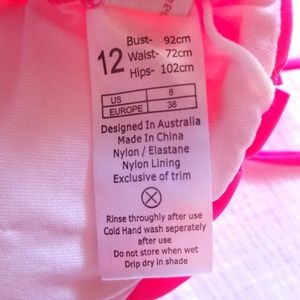 12
Bust- 92cm
Waist- 72cm
Hips- 102cm
US 8
EUROPE 38
Designed In Australia
Made In China
Nylon / Elastane
Nylon Lining
Exclusive of trim
Rinse throughly after use
Cold Hand wash seperately
after use
Do not store when wet
Drip dry in shade